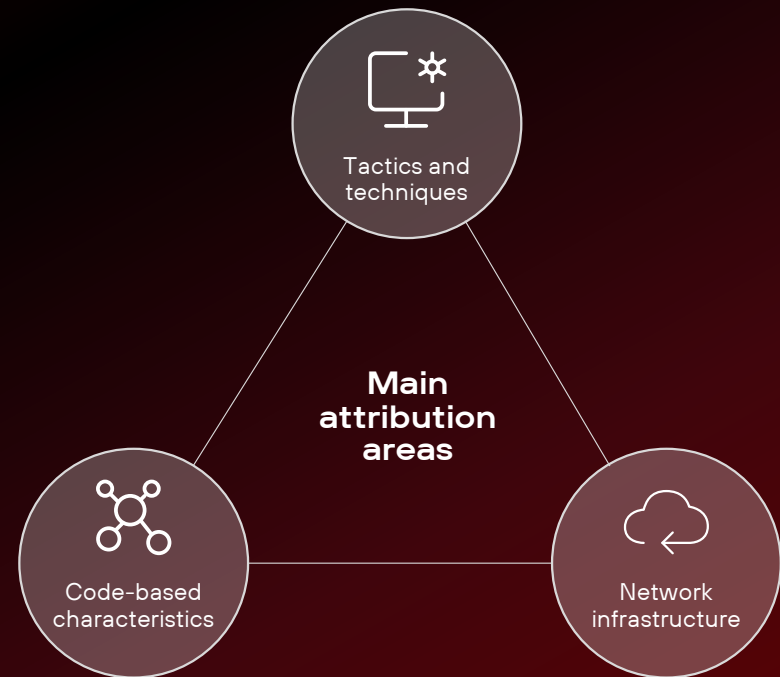 Tactics and
techniques
Main
attribution
areas
Code-based
characteristics
Network
infrastructure